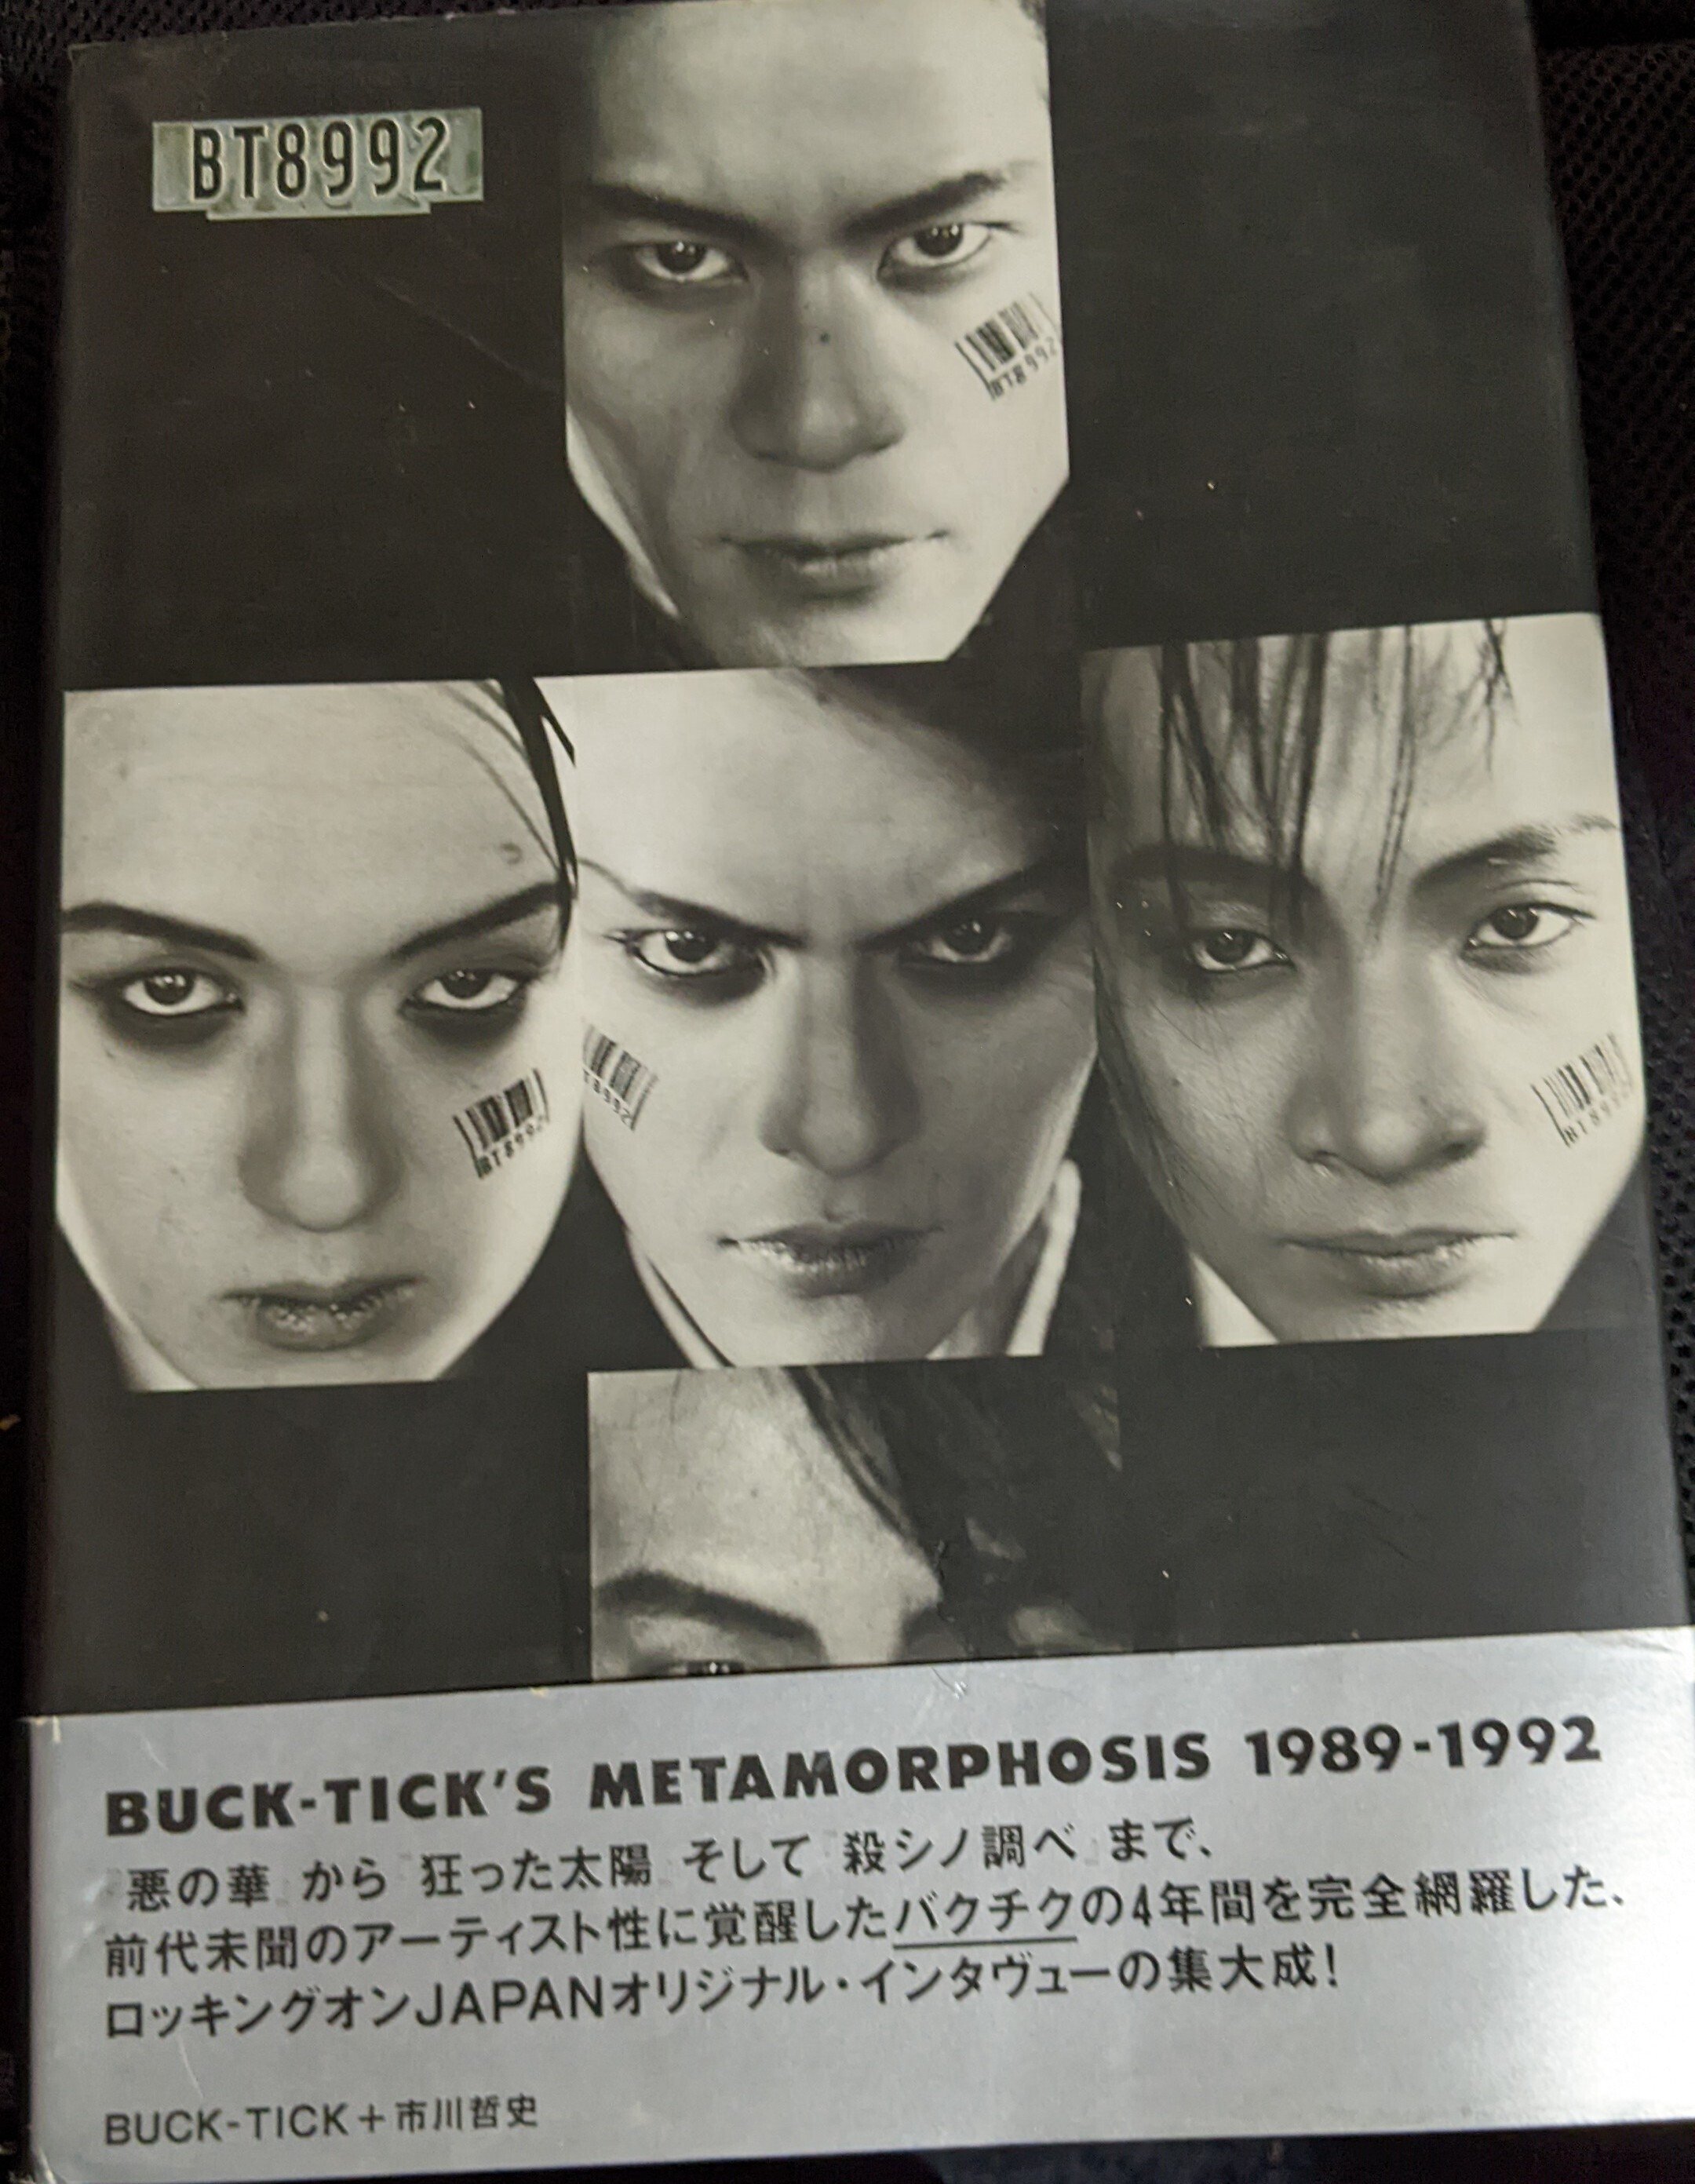 BT8992
BT8992
BT8992
T8992
BT8992
BUCK-TICK'S METAMORPHOSIS 1989-1992
『悪の華』から『狂った太陽』そして『殺シノ調ベ』まで、
前代未聞のアーティスト性に覚醒したバクチクの4年間を完全網羅した、
ロッキングオンJAPANオリジナル・インタヴューの集大成!
BUCK-TICK+市川哲史